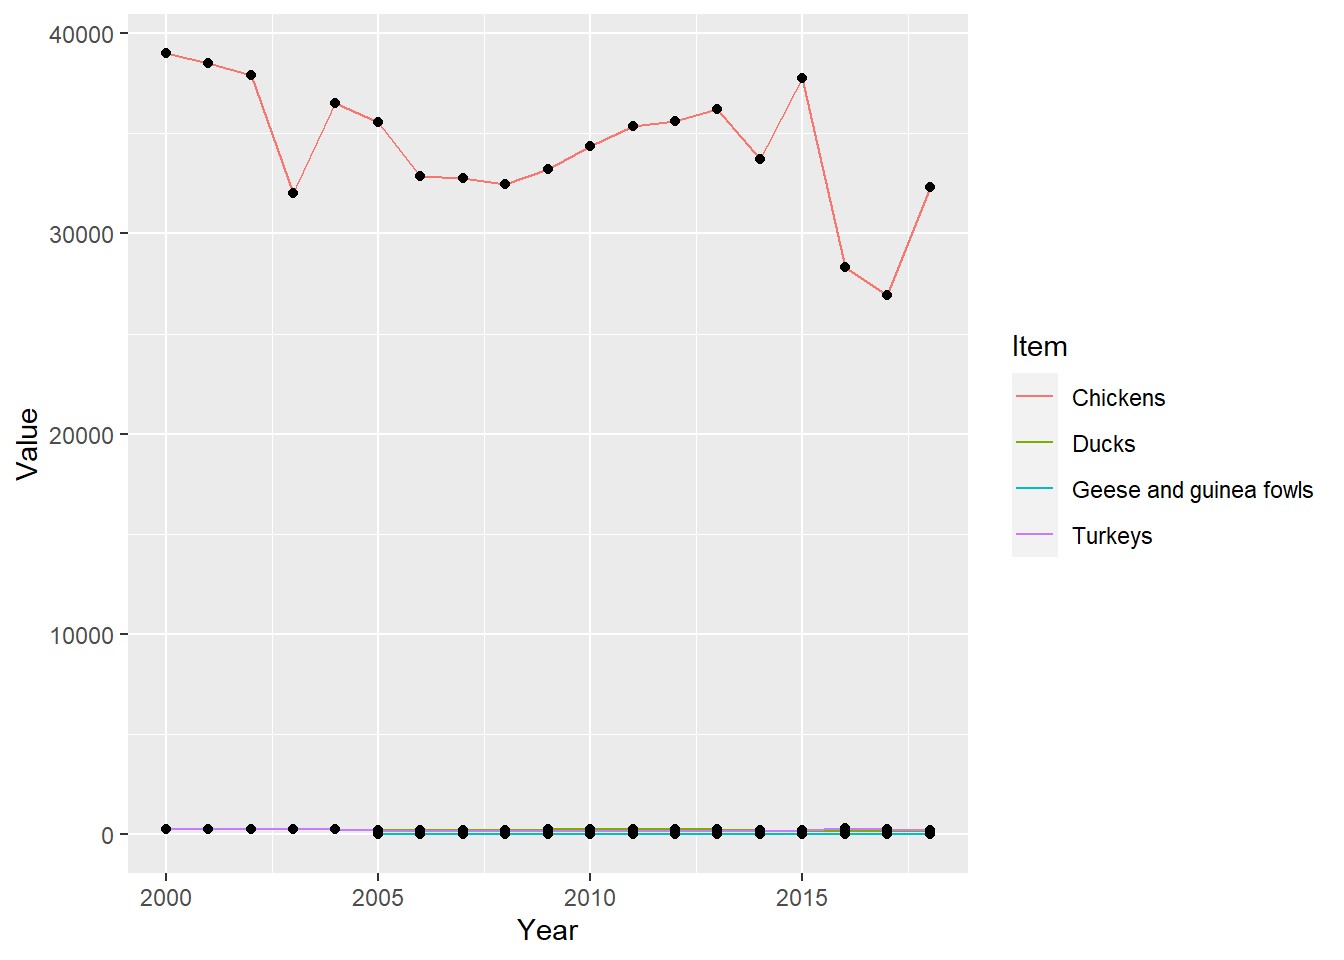 40000
30000
20000
10000
0
Value
2000
2005
2010
2015
Year
Item
Chickens
Ducks
Geese and guinea fowls
Turkeys